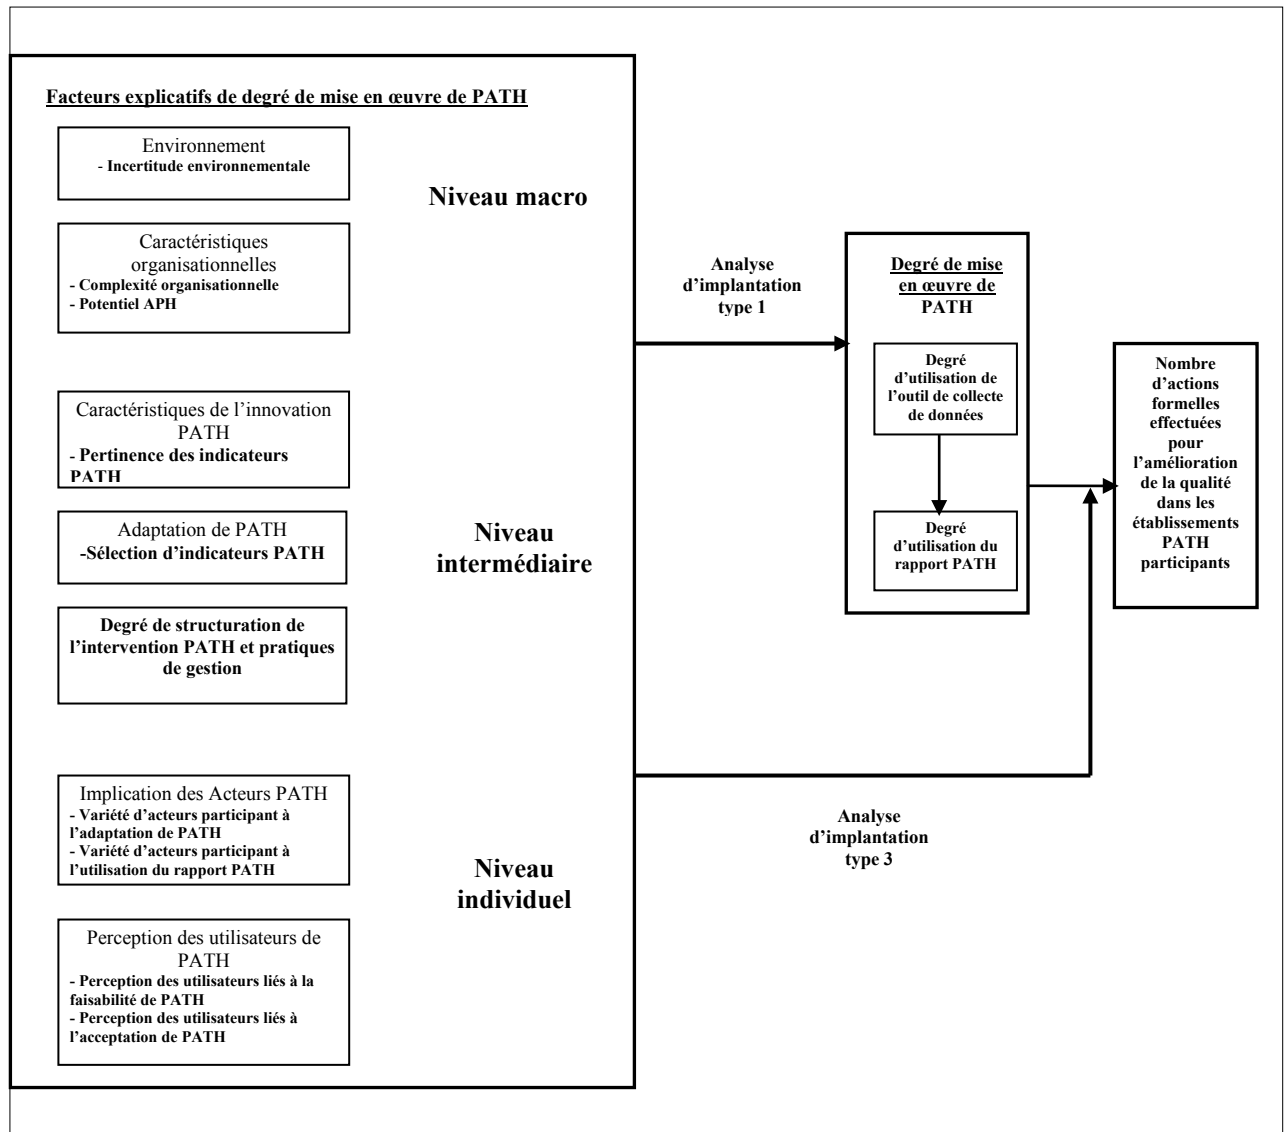 Facteurs explicatifs de degré de mise en œuvre de PATH
Environnement
- Incertitude environnementale
Niveau macro
Caractéristiques
organisationnelles
- Complexité organisationnelle
- Potentiel APH
Caractéristiques de l'innovation
PATH
- Pertinence des indicateurs
PATH
Adaptation de PATH
-Sélection d'indicateurs PATH
Niveau
intermédiaire
Degré de structuration de
l'intervention PATH et pratiques
de gestion
Implication des Acteurs PATH
- Variété d'acteurs participant à
l'adaptation de PATH
- Variété d'acteurs participant à
l'utilisation du rapport PATH
Niveau
individuel
Perception des utilisateurs de
PATH
- Perception des utilisateurs liés à la
faisabilité de PATH
- Perception des utilisateurs liés à
l'acceptation de PATH
Analyse
d'implantation
type 1
Degré de mise
en œuvre de
PATH
Degré
d'utilisation de
l'outil de collecte
de données
Degré
d'utilisation du
rapport PATH
Nombre
d'actions
formelles
effectuées
pour
l'amélioration
de la qualité
dans les
établissements
PATH
participants
Analyse
d'implantation
type 3